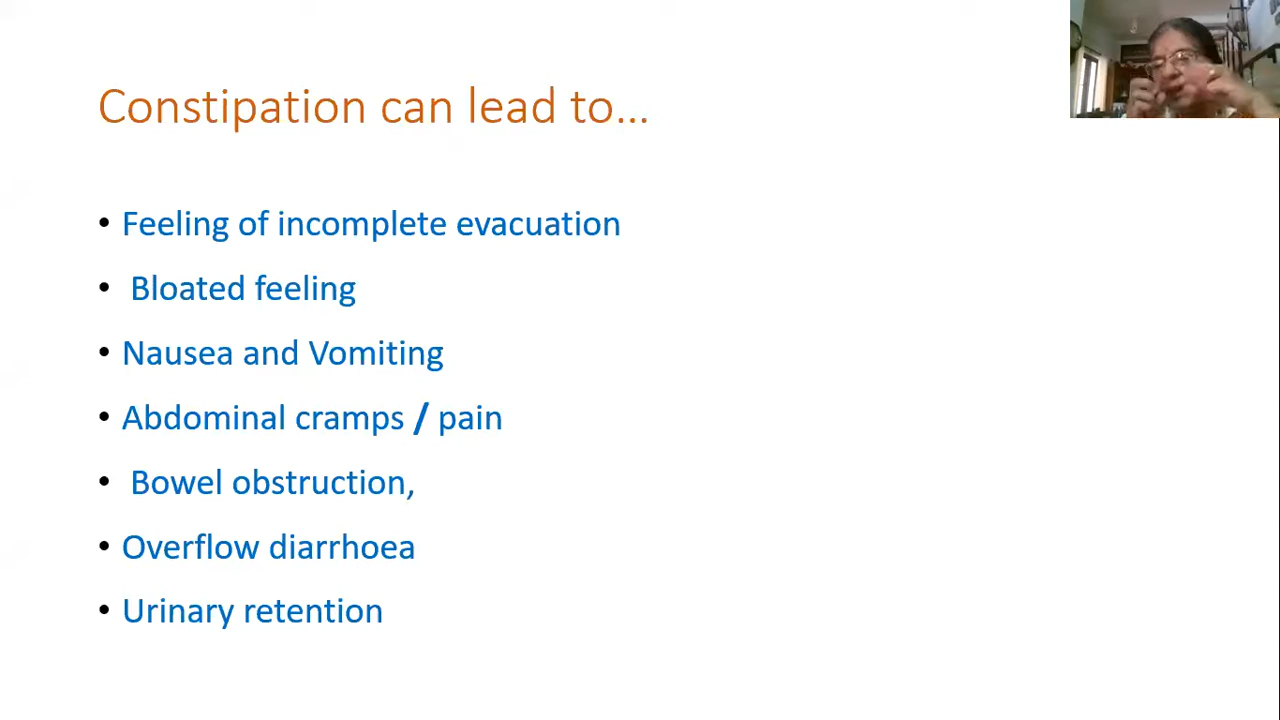 Constipation can lead to...
• Feeling of incomplete evacuation
• Bloated feeling
• Nausea and Vomiting
• Abdominal cramps / pain
• Bowel obstruction,
• Overflow diarrhoea
• Urinary retention